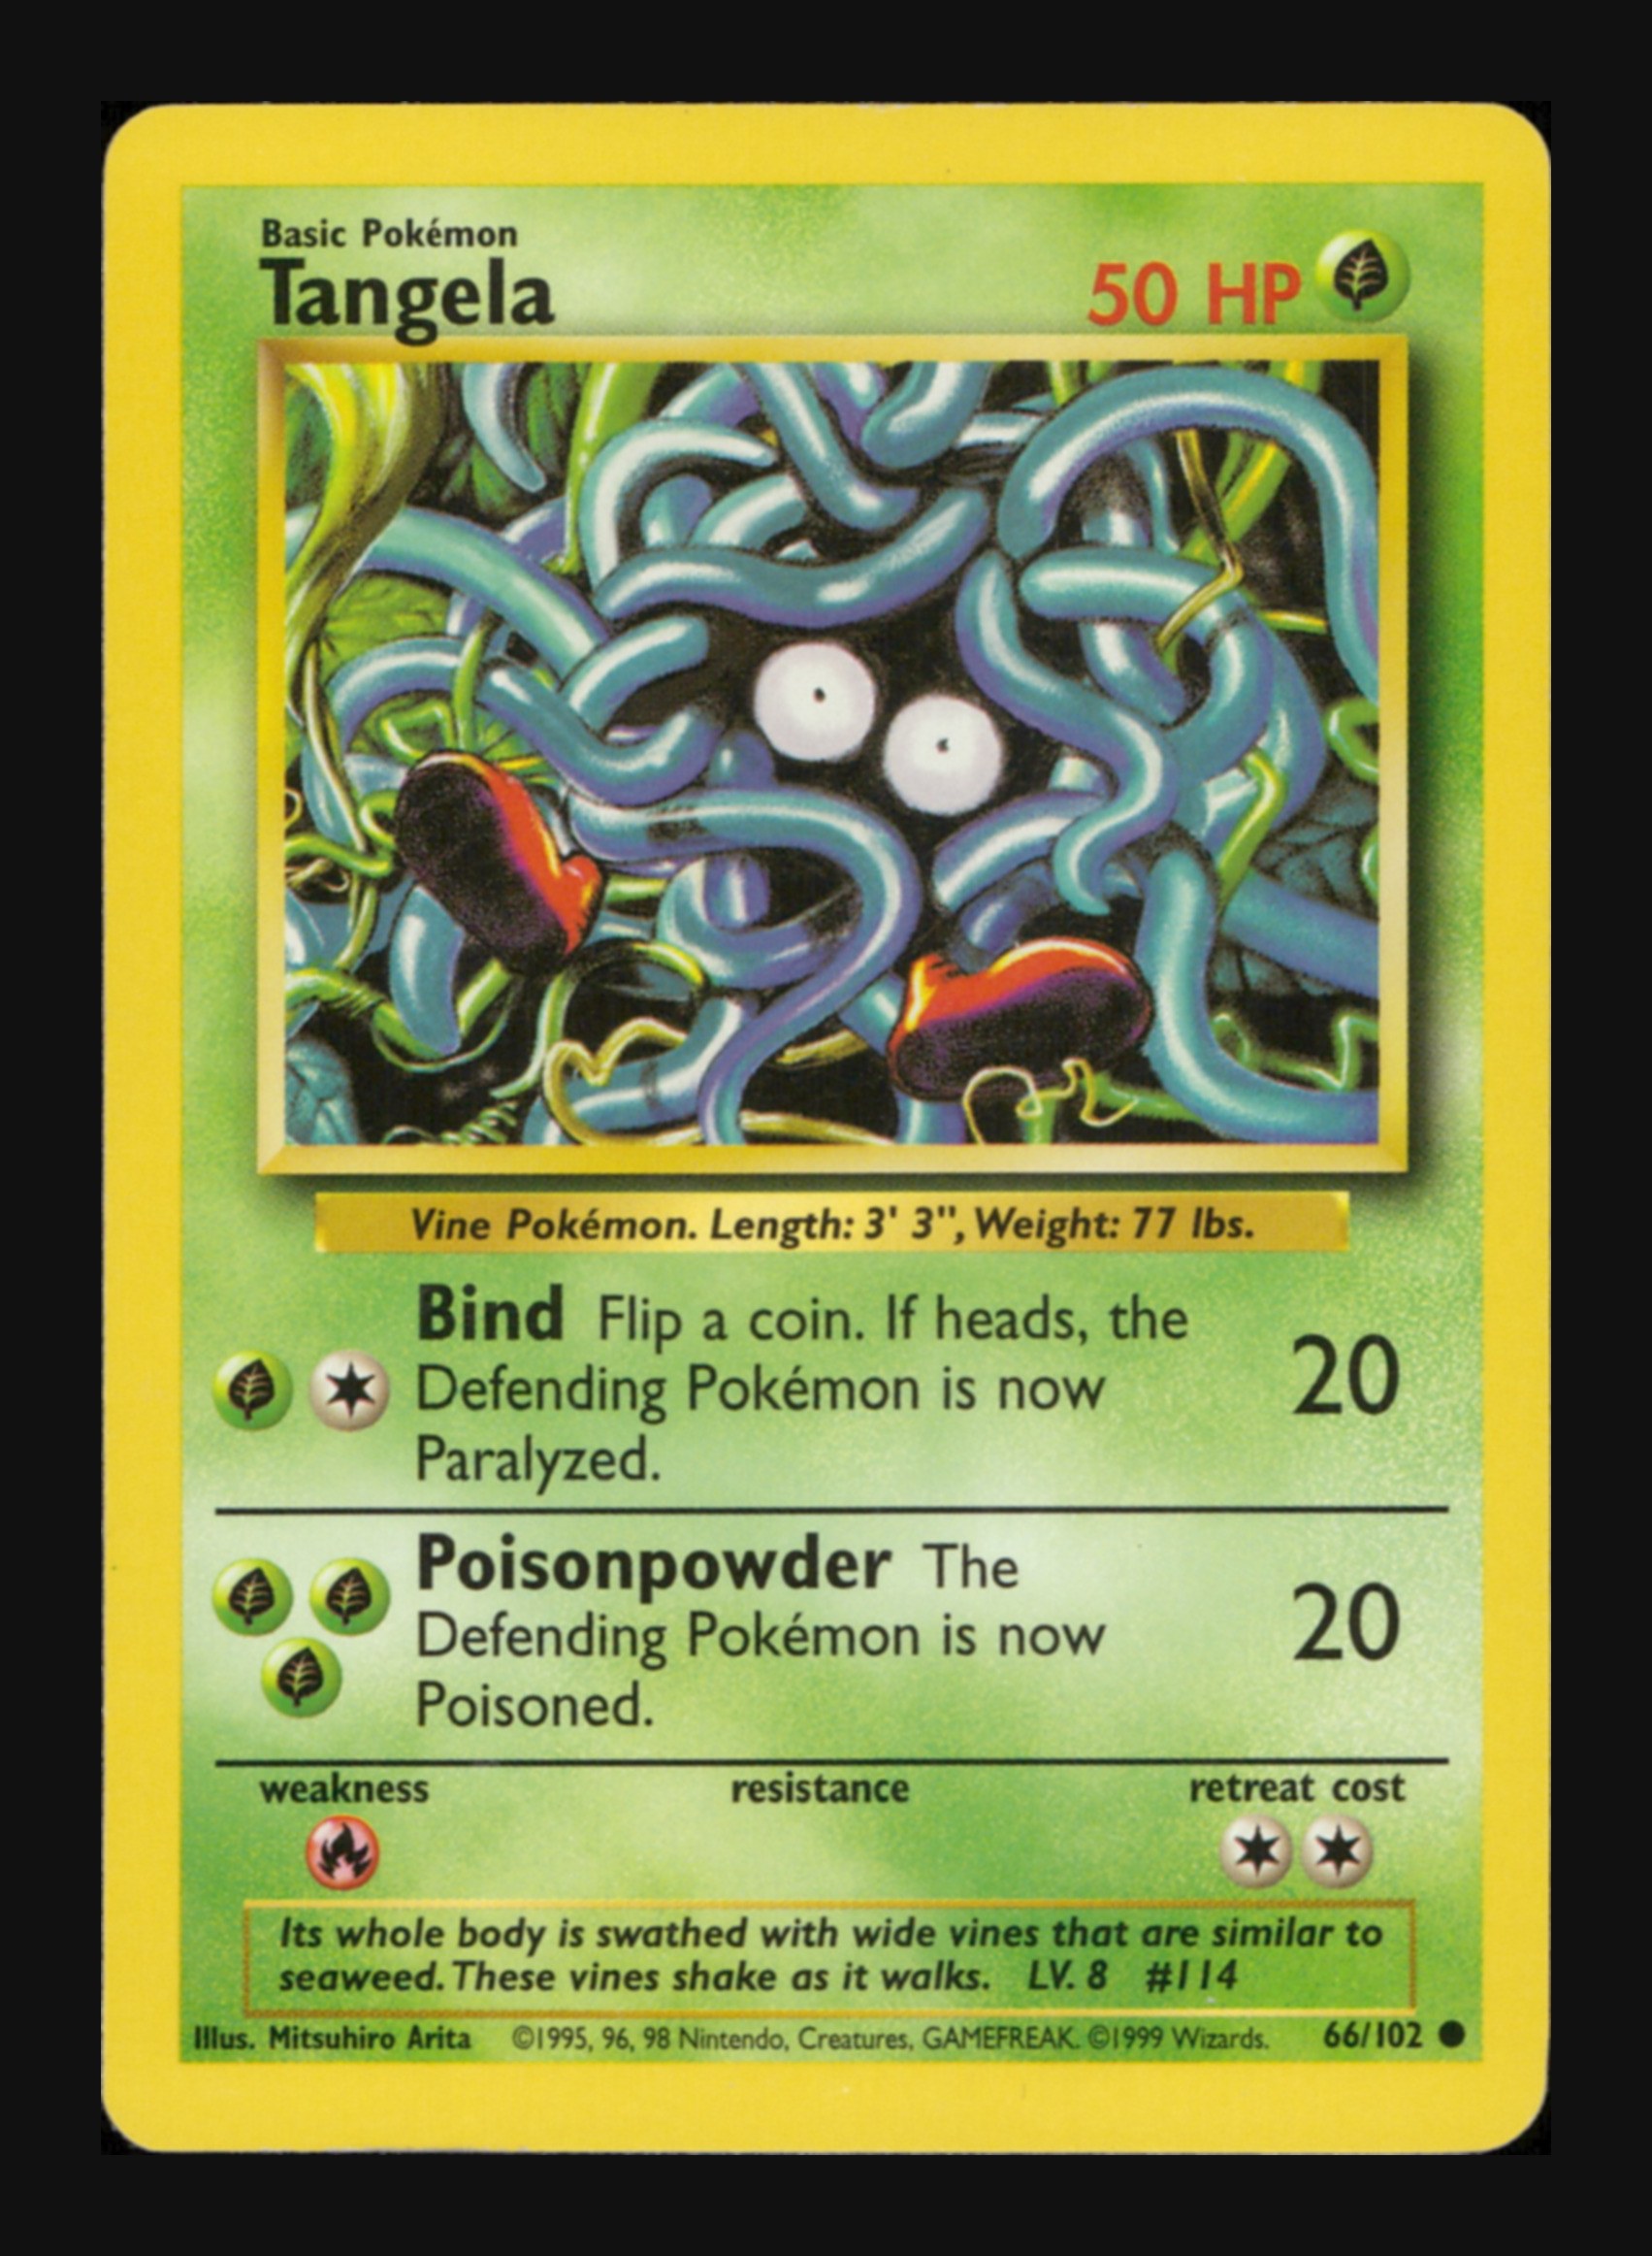 Basic Pokémon
Tangela
50 HP
Vine Pokémon. Length: 3' 3", Weight: 77 lbs.
Bind Flip a coin. If heads, the
Defending Pokémon is now
Paralyzed.
20
Poisonpowder The
Defending Pokémon is now
Poisoned.
20
weakness resistance retreat cost
Its whole body is swathed with wide vines that are similar to
seaweed. These vines shake as it walks. LV. 8 #114
Illus. Mitsuhiro Arita ©1995, 96, 98 Nintendo, Creatures, GAMEFREAK. ©1999 Wizards. 66/102